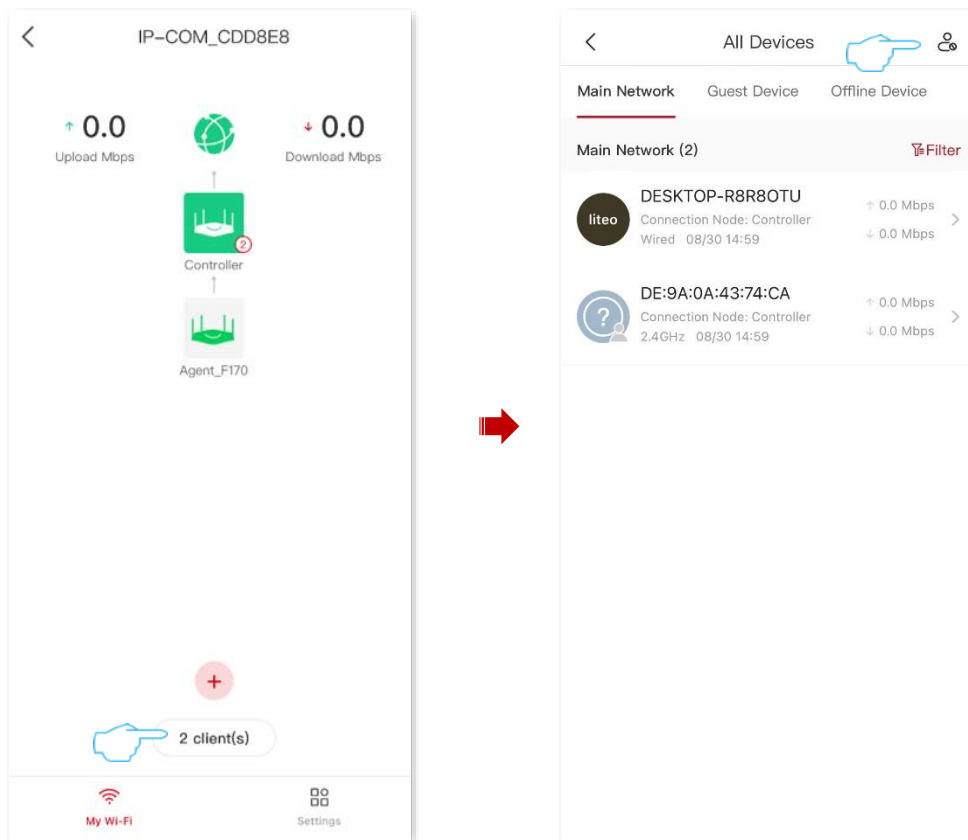 IP-COM_CDD8E8
↑ 0.0
Upload Mbps
↓ 0.0
Download Mbps
2
Controller
Agent_F170
+
2 client(s)
My Wi-Fi
Settings
All Devices
Main Network
Guest Device
Offline Device
Main Network (2)
Filter
liteo
DESKTOP-R8R8OTU
Connection Node: Controller
Wired 08/30 14:59
↑ 0.0 Mbps
↓ 0.0 Mbps
?
DE:9A:0A:43:74:CA
Connection Node: Controller
2.4GHz 08/30 14:59
↑ 0.0 Mbps
↓ 0.0 Mbps